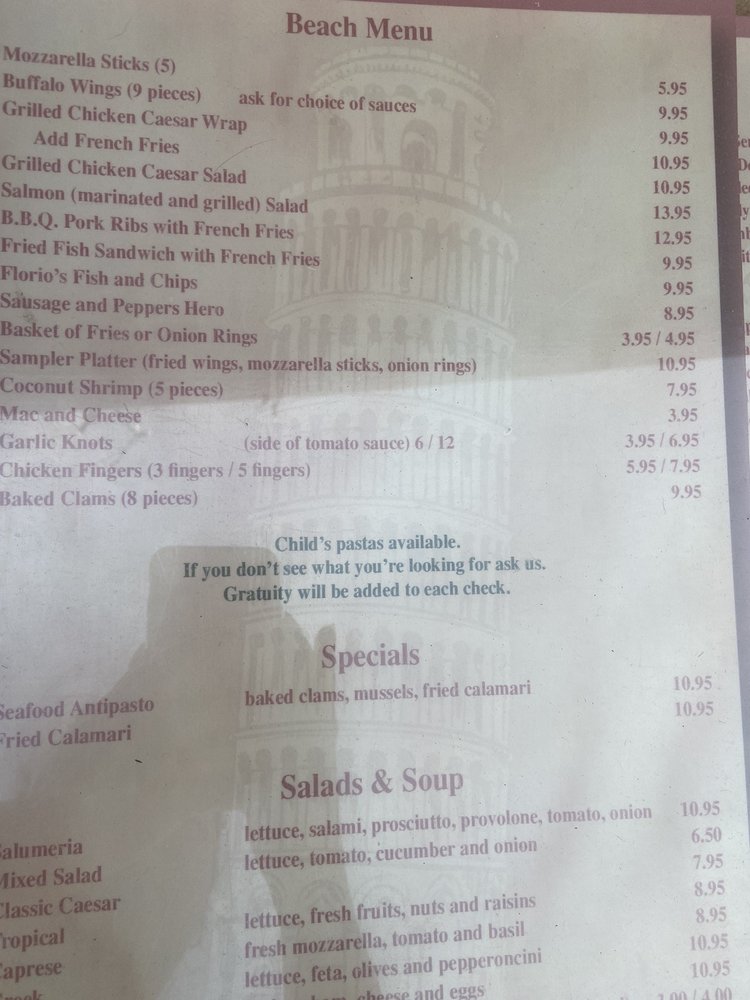 Beach Menu
Mozzarella Sticks (5) 5.95
Buffalo Wings (9 pieces) ask for choice of sauces 9.95
Grilled Chicken Caesar Wrap 9.95
Add French Fries 10.95
Grilled Chicken Caesar Salad 10.95
Salmon (marinated and grilled) Salad 13.95
B.B.Q. Pork Ribs with French Fries 12.95
Fried Fish Sandwich with French Fries 9.95
Florio's Fish and Chips 9.95
Sausage and Peppers Hero 8.95
Basket of Fries or Onion Rings 3.95 / 4.95
Sampler Platter (fried wings, mozzarella sticks, onion rings) 10.95
Coconut Shrimp (5 pieces) 7.95
Mac and Cheese 3.95
Garlic Knots (side of tomato sauce) 6 / 12 3.95 / 6.95
Chicken Fingers (3 fingers / 5 fingers) 5.95 / 7.95
Baked Clams (8 pieces) 9.95
Child's pastas available.
If you don't see what you're looking for ask us.
Gratuity will be added to each check.
Specials
Seafood Antipasto baked clams, mussels, fried calamari 10.95
Fried Calamari 10.95
Salads & Soup
alumeria lettuce, salami, prosciutto, provolone, tomato, onion 10.95
Mixed Salad lettuce, tomato, cucumber and onion 6.50
Classic Caesar 7.95
ropical lettuce, fresh fruits, nuts and raisins 8.95
aprese fresh mozzarella, tomato and basil 8.95
lettuce, feta, olives and pepperoncini 10.95
cheese and eggs 10.95